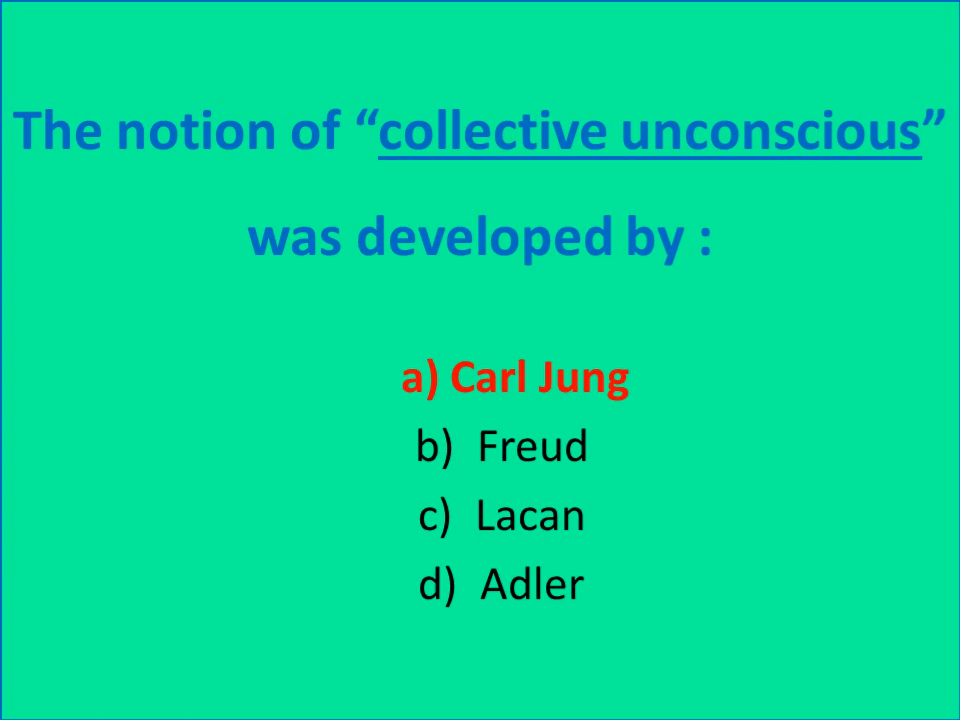 The notion of “collective unconscious”
was developed by :
a) Carl Jung
b) Freud
c) Lacan
d) Adler